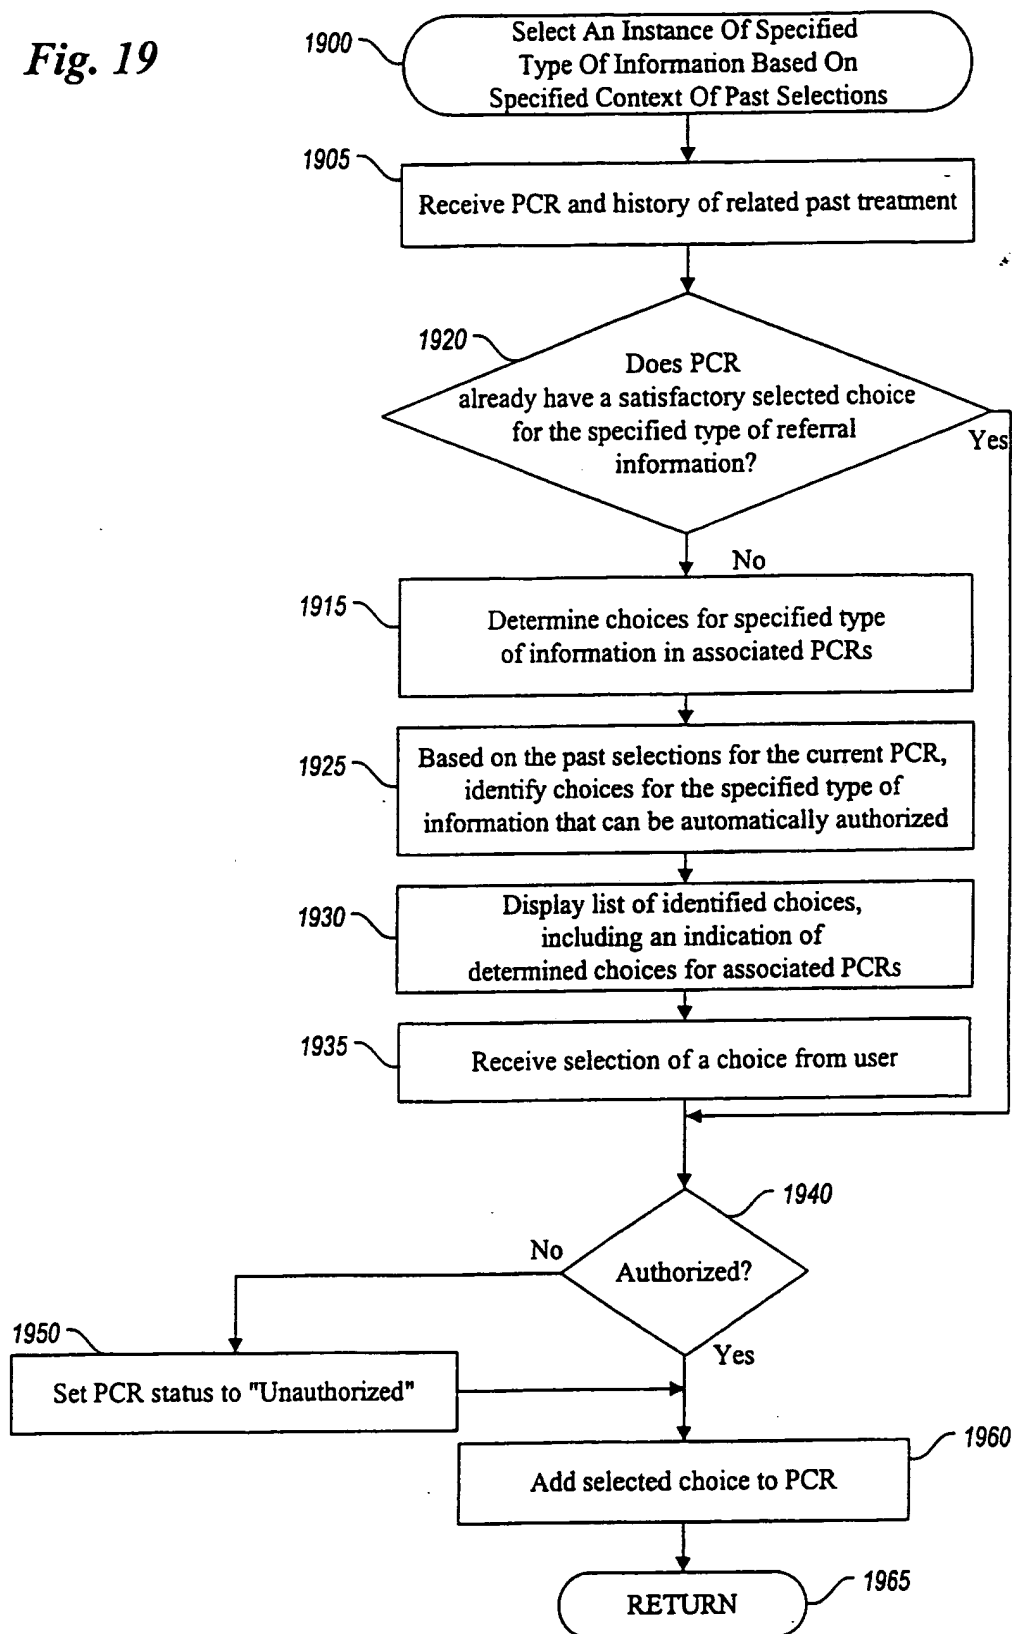 Fig. 19
1900
Select An Instance Of Specified
Type Of Information Based On
Specified Context Of Past Selections
1905
Receive PCR and history of related past treatment
1920
Does PCR
already have a satisfactory selected choice
for the specified type of referral
information?
Yes
No
1915
Determine choices for specified type
of information in associated PCRs
1925
Based on the past selections for the current PCR,
identify choices for the specified type of
information that can be automatically authorized
1930
Display list of identified choices,
including an indication of
determined choices for associated PCRs
1935
Receive selection of a choice from user
1940
Authorized?
No
Yes
1950
Set PCR status to "Unauthorized"
1960
Add selected choice to PCR
1965
RETURN